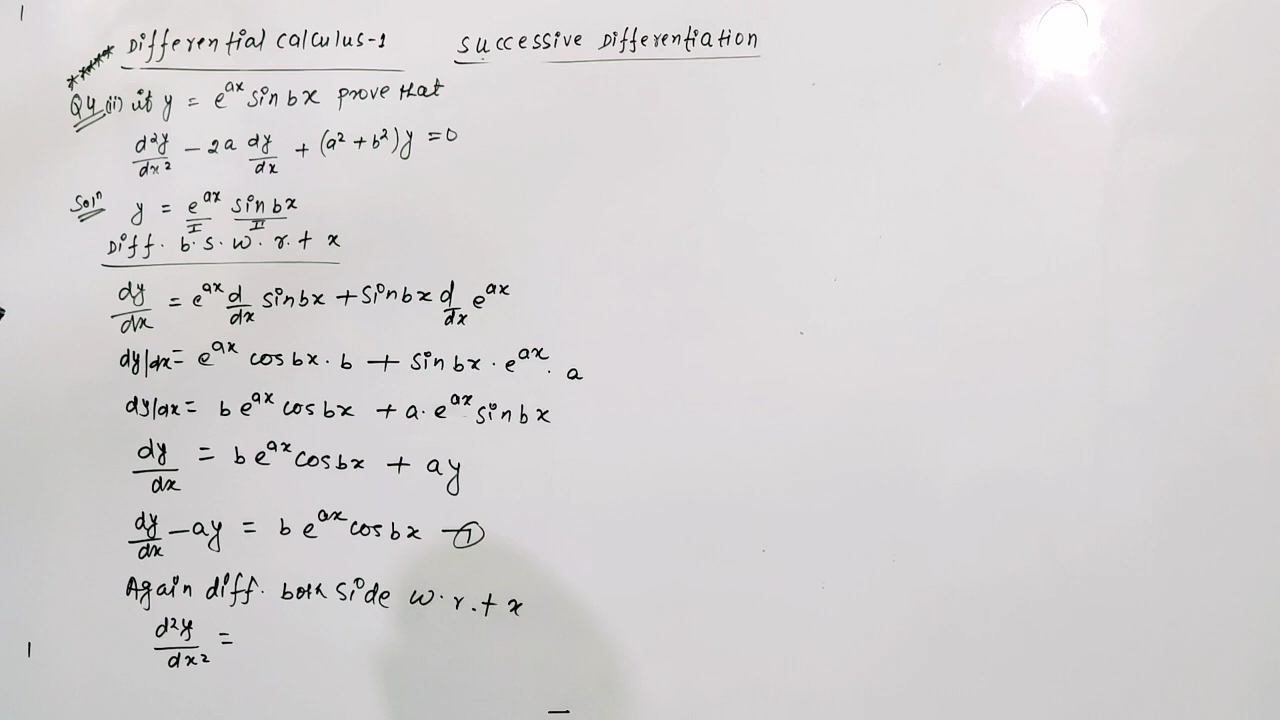 1
***** Differential Calculus-1 Successive Differentiation
Q4 (ii) if y = e^ax sin bx prove that
d²y/dx² - 2a dy/dx + (a² + b²)y = 0
Solⁿ y = e^ax sin bx
I II
Diff. b. s. w. r. t x
dy/dx = e^ax d/dx sin bx + sin bx d/dx e^ax
dy/dx = e^ax cos bx · b + sin bx · e^ax · a
dy/dx = b e^ax cos bx + a · e^ax sin bx
dy/dx = b e^ax cos bx + ay
dy/dx - ay = b e^ax cos bx - ①
Again diff. both side w. r. t x
d²y/dx² =
1